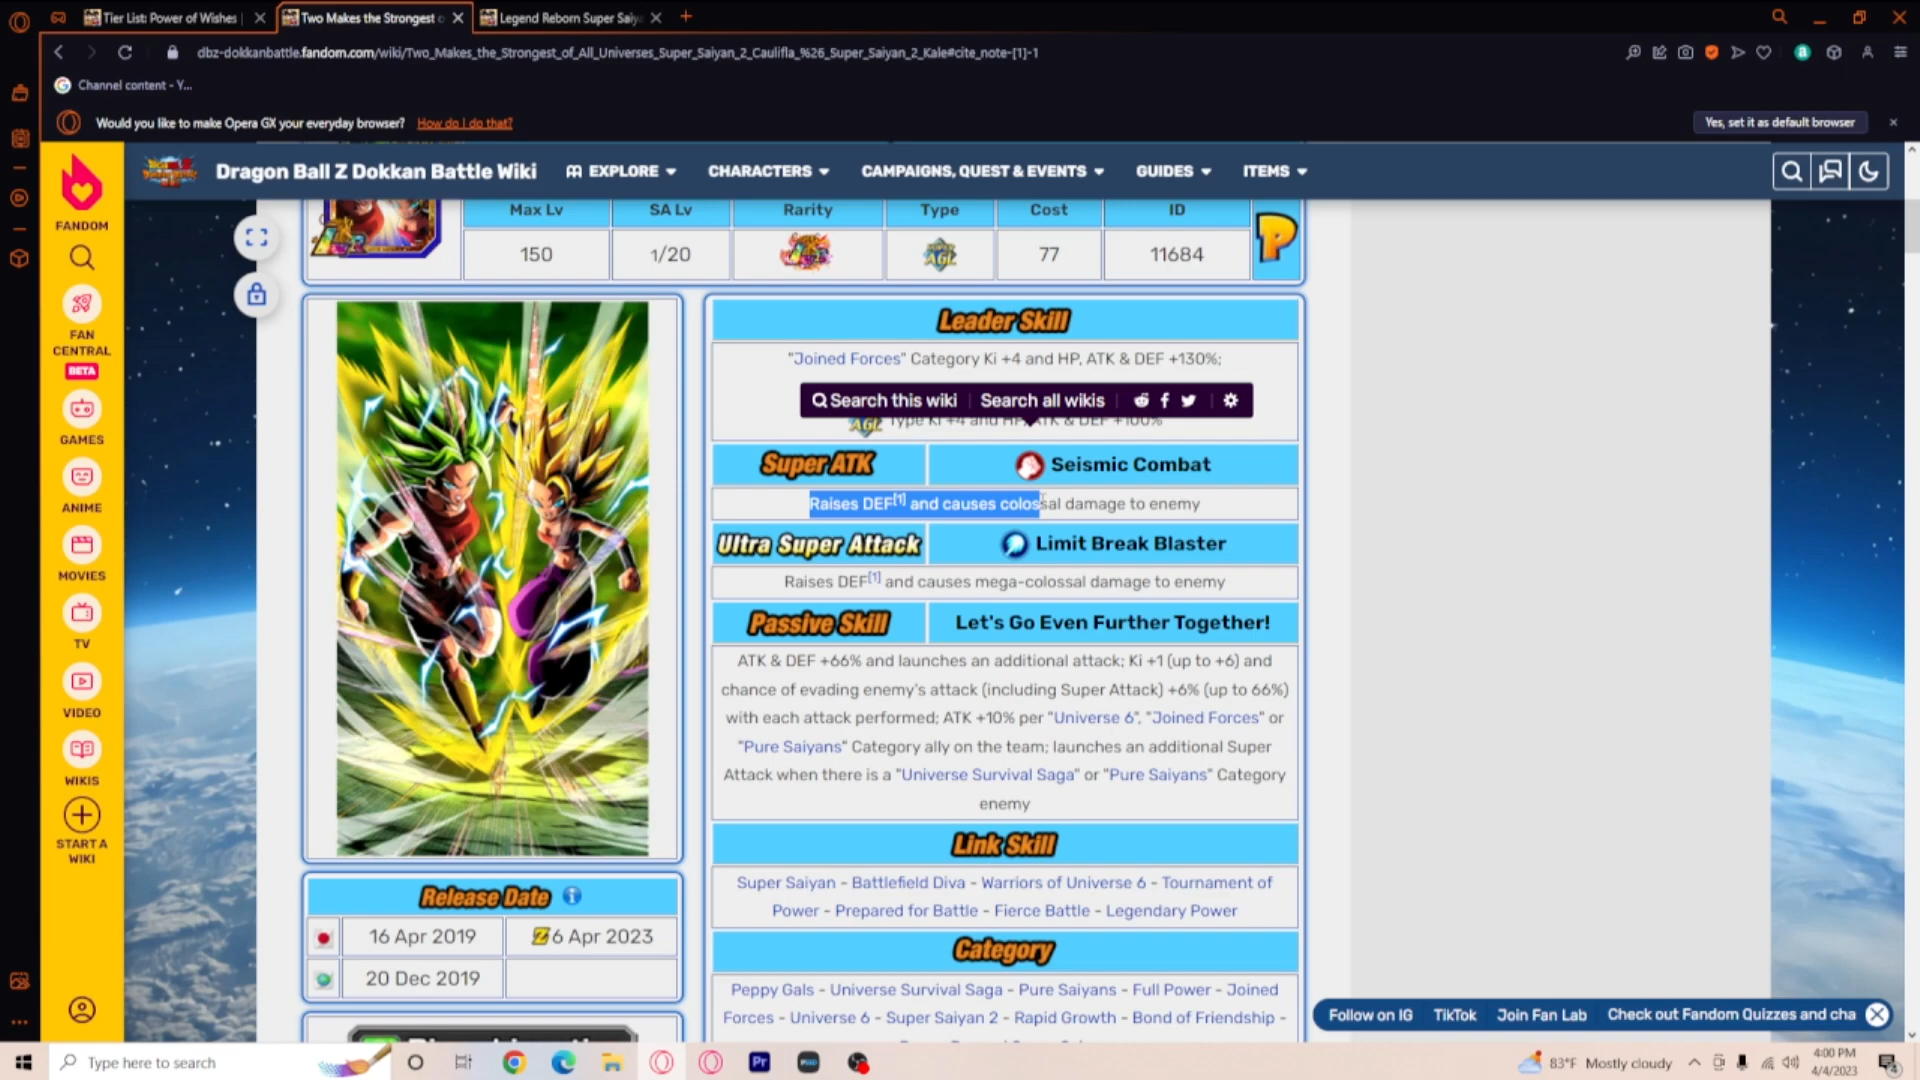 Tier List: Power of Wishes |
Two Makes the Strongest o
Legend Reborn Super Saiy
dbz-dokkanbattle.fandom.com/wiki/Two_Makes_the_Strongest_of_All_Universes_Super_Saiyan_2_Caulifla_%26_Super_Saiyan_2_Kale#cite_note-[1]-1
Channel content - Y...
Would you like to make Opera GX your everyday browser? How do I do that?
Yes, set it as default browser
Dragon Ball Z Dokkan Battle Wiki
EXPLORE
CHARACTERS
CAMPAIGNS, QUEST & EVENTS
GUIDES
ITEMS
FANDOM
FAN CENTRAL
BETA
GAMES
ANIME
MOVIES
TV
VIDEO
WIKIS
START A WIKI
Max Lv SA Lv Rarity Type Cost ID
150 1/20 LR SUPER AGL 77 11684
P
Leader Skill
"Joined Forces" Category Ki +4 and HP, ATK & DEF +130%;
Search this wiki Search all wikis
AGL Type Ki +4 and HP, ATK & DEF +100%
Super ATK Seismic Combat
Raises DEF[1] and causes colossal damage to enemy
Ultra Super Attack Limit Break Blaster
Raises DEF[1] and causes mega-colossal damage to enemy
Passive Skill Let's Go Even Further Together!
ATK & DEF +66% and launches an additional attack; Ki +1 (up to +6) and
chance of evading enemy's attack (including Super Attack) +6% (up to 66%)
with each attack performed; ATK +10% per "Universe 6", "Joined Forces" or
"Pure Saiyans" Category ally on the team; launches an additional Super
Attack when there is a "Universe Survival Saga" or "Pure Saiyans" Category
enemy
Link Skill
Super Saiyan - Battlefield Diva - Warriors of Universe 6 - Tournament of
Power - Prepared for Battle - Fierce Battle - Legendary Power
Category
Peppy Gals - Universe Survival Saga - Pure Saiyans - Full Power - Joined
Forces - Universe 6 - Super Saiyan 2 - Rapid Growth - Bond of Friendship -
Release Date
16 Apr 2019 Z 6 Apr 2023
20 Dec 2019
Follow on IG TikTok Join Fan Lab Check out Fandom Quizzes and cha
Type here to search
Pr
83°F Mostly cloudy
4:00 PM
4/4/2023
4